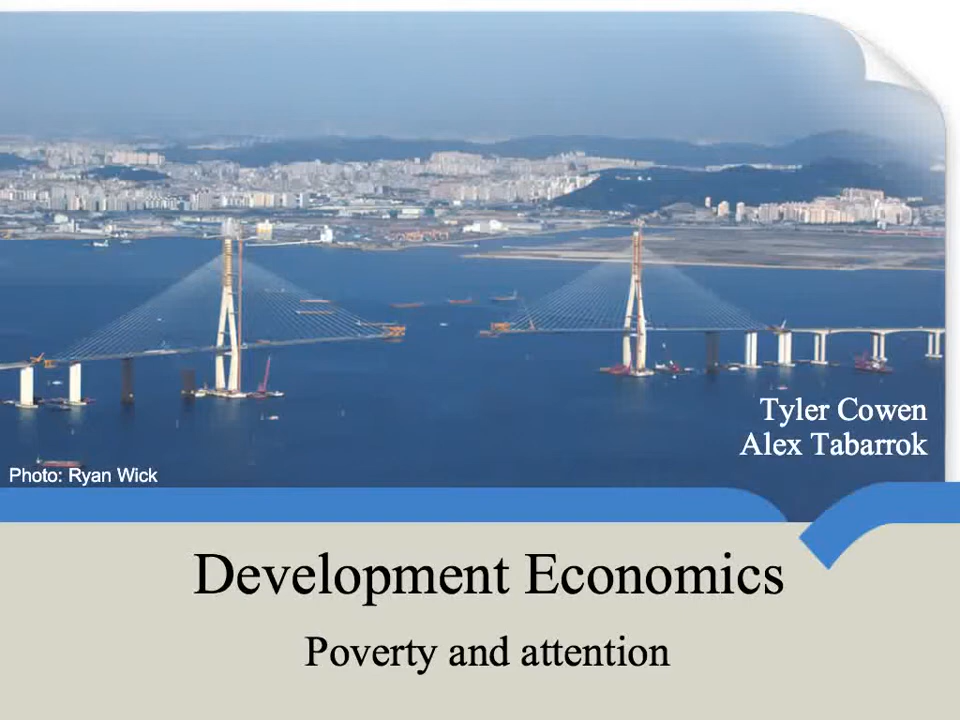 Tyler Cowen
Alex Tabarrok
Photo: Ryan Wick
Development Economics
Poverty and attention